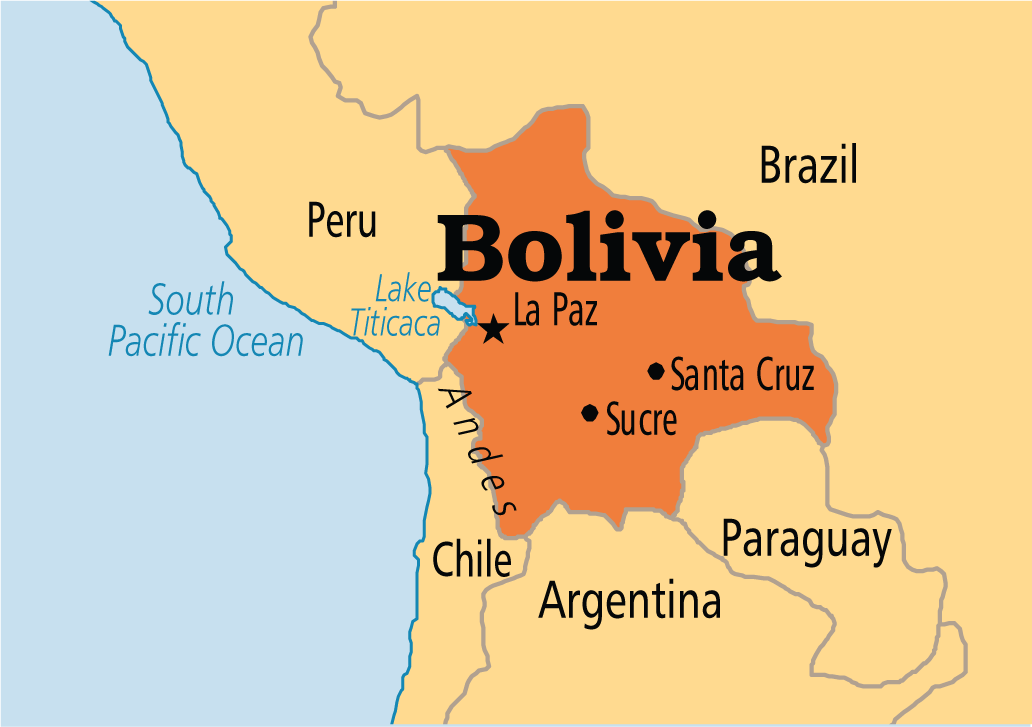 Brazil
Peru
Bolivia
Lake
Titicaca
South
Pacific Ocean
La Paz
Santa Cruz
Sucre
Andes
Chile
Paraguay
Argentina